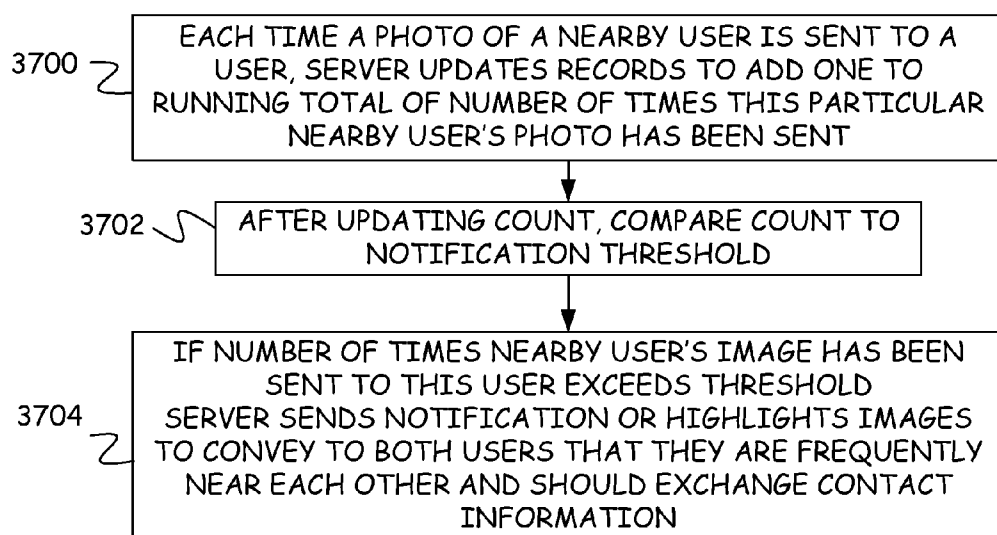 3700
EACH TIME A PHOTO OF A NEARBY USER IS SENT TO A
USER, SERVER UPDATES RECORDS TO ADD ONE TO
RUNNING TOTAL OF NUMBER OF TIMES THIS PARTICULAR
NEARBY USER'S PHOTO HAS BEEN SENT
3702
AFTER UPDATING COUNT, COMPARE COUNT TO
NOTIFICATION THRESHOLD
3704
IF NUMBER OF TIMES NEARBY USER'S IMAGE HAS BEEN
SENT TO THIS USER EXCEEDS THRESHOLD
SERVER SENDS NOTIFICATION OR HIGHLIGHTS IMAGES
TO CONVEY TO BOTH USERS THAT THEY ARE FREQUENTLY
NEAR EACH OTHER AND SHOULD EXCHANGE CONTACT
INFORMATION